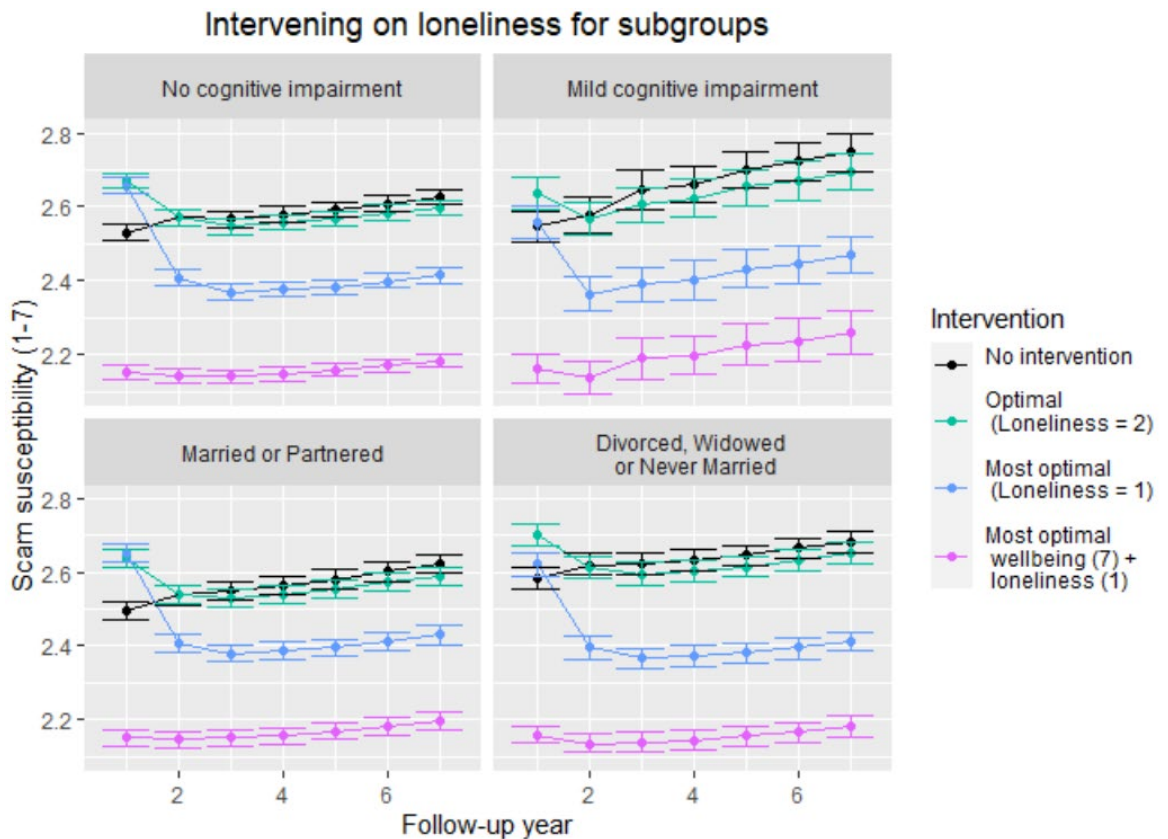 Intervening on loneliness for subgroups
No cognitive impairment
Mild cognitive impairment
2.8
2.6
2.4
2.2
Married or Partnered
Divorced, Widowed
or Never Married
2.8
2.6
2.4
2.2
2
4
6
2
4
6
Scam susceptibility (1-7)
Follow-up year
Intervention
No intervention
Optimal
(Loneliness = 2)
Most optimal
(Loneliness = 1)
Most optimal
wellbeing (7) +
loneliness (1)